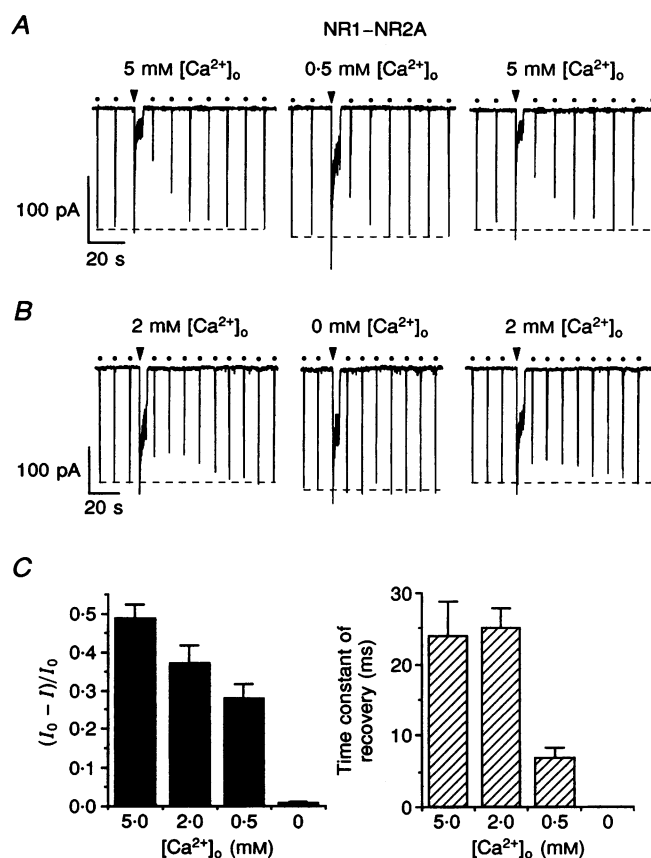 A
NR1–NR2A
5 mM [Ca2+]o
0·5 mM [Ca2+]o
5 mM [Ca2+]o
100 pA
20 s
B
2 mM [Ca2+]o
0 mM [Ca2+]o
2 mM [Ca2+]o
100 pA
20 s
C
(I0 – I)/I0
0·5
0·4
0·3
0·2
0·1
0·0
5·0 2·0 0·5 0
[Ca2+]o (mM)
Time constant of
recovery (ms)
30
20
10
0
5·0 2·0 0·5 0
[Ca2+]o (mM)